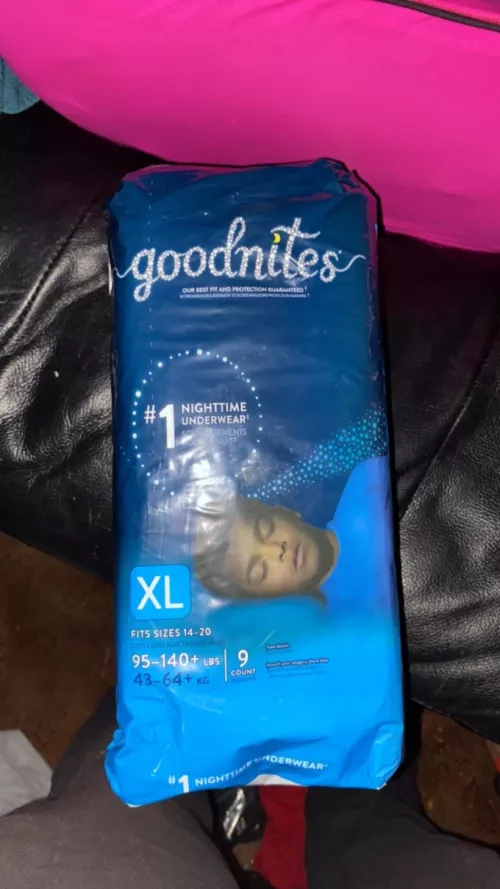 goodnites
OUR BEST FIT AND PROTECTION GUARANTEED‡
#1 NIGHTTIME
UNDERWEAR‡
XL
FITS SIZES 14-20
95-140+ LBS
43-64+ KG
9
COUNT
#1 NIGHTTIME UNDERWEAR*